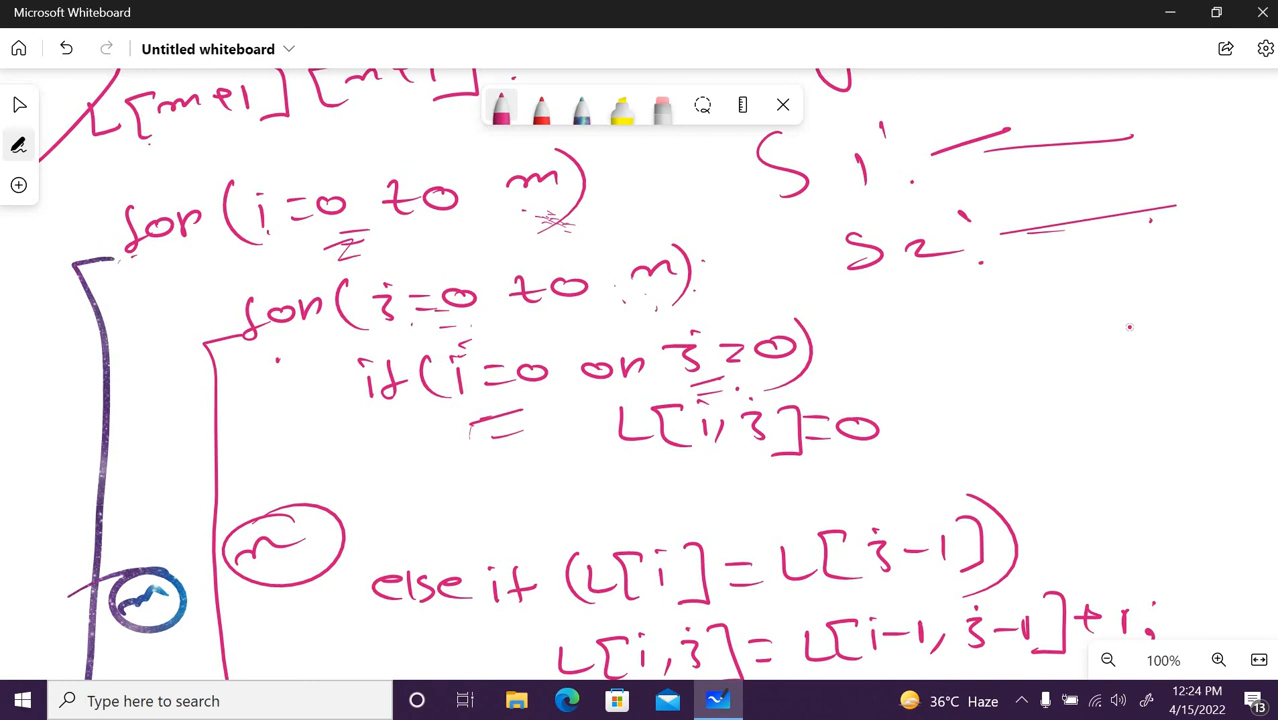 Microsoft Whiteboard
Untitled whiteboard
L[m+1][n+1].
S1:
for (i=0 to m)
S2:
for (j=0 to n)
if (i=0 or j=0)
L[i,j]=0
n
else if (L[i]=L[j-1])
m
L[i,j]=L[i-1,j-1]+1;
100%
Type here to search
36°C Haze
12:24 PM
4/15/2022
13